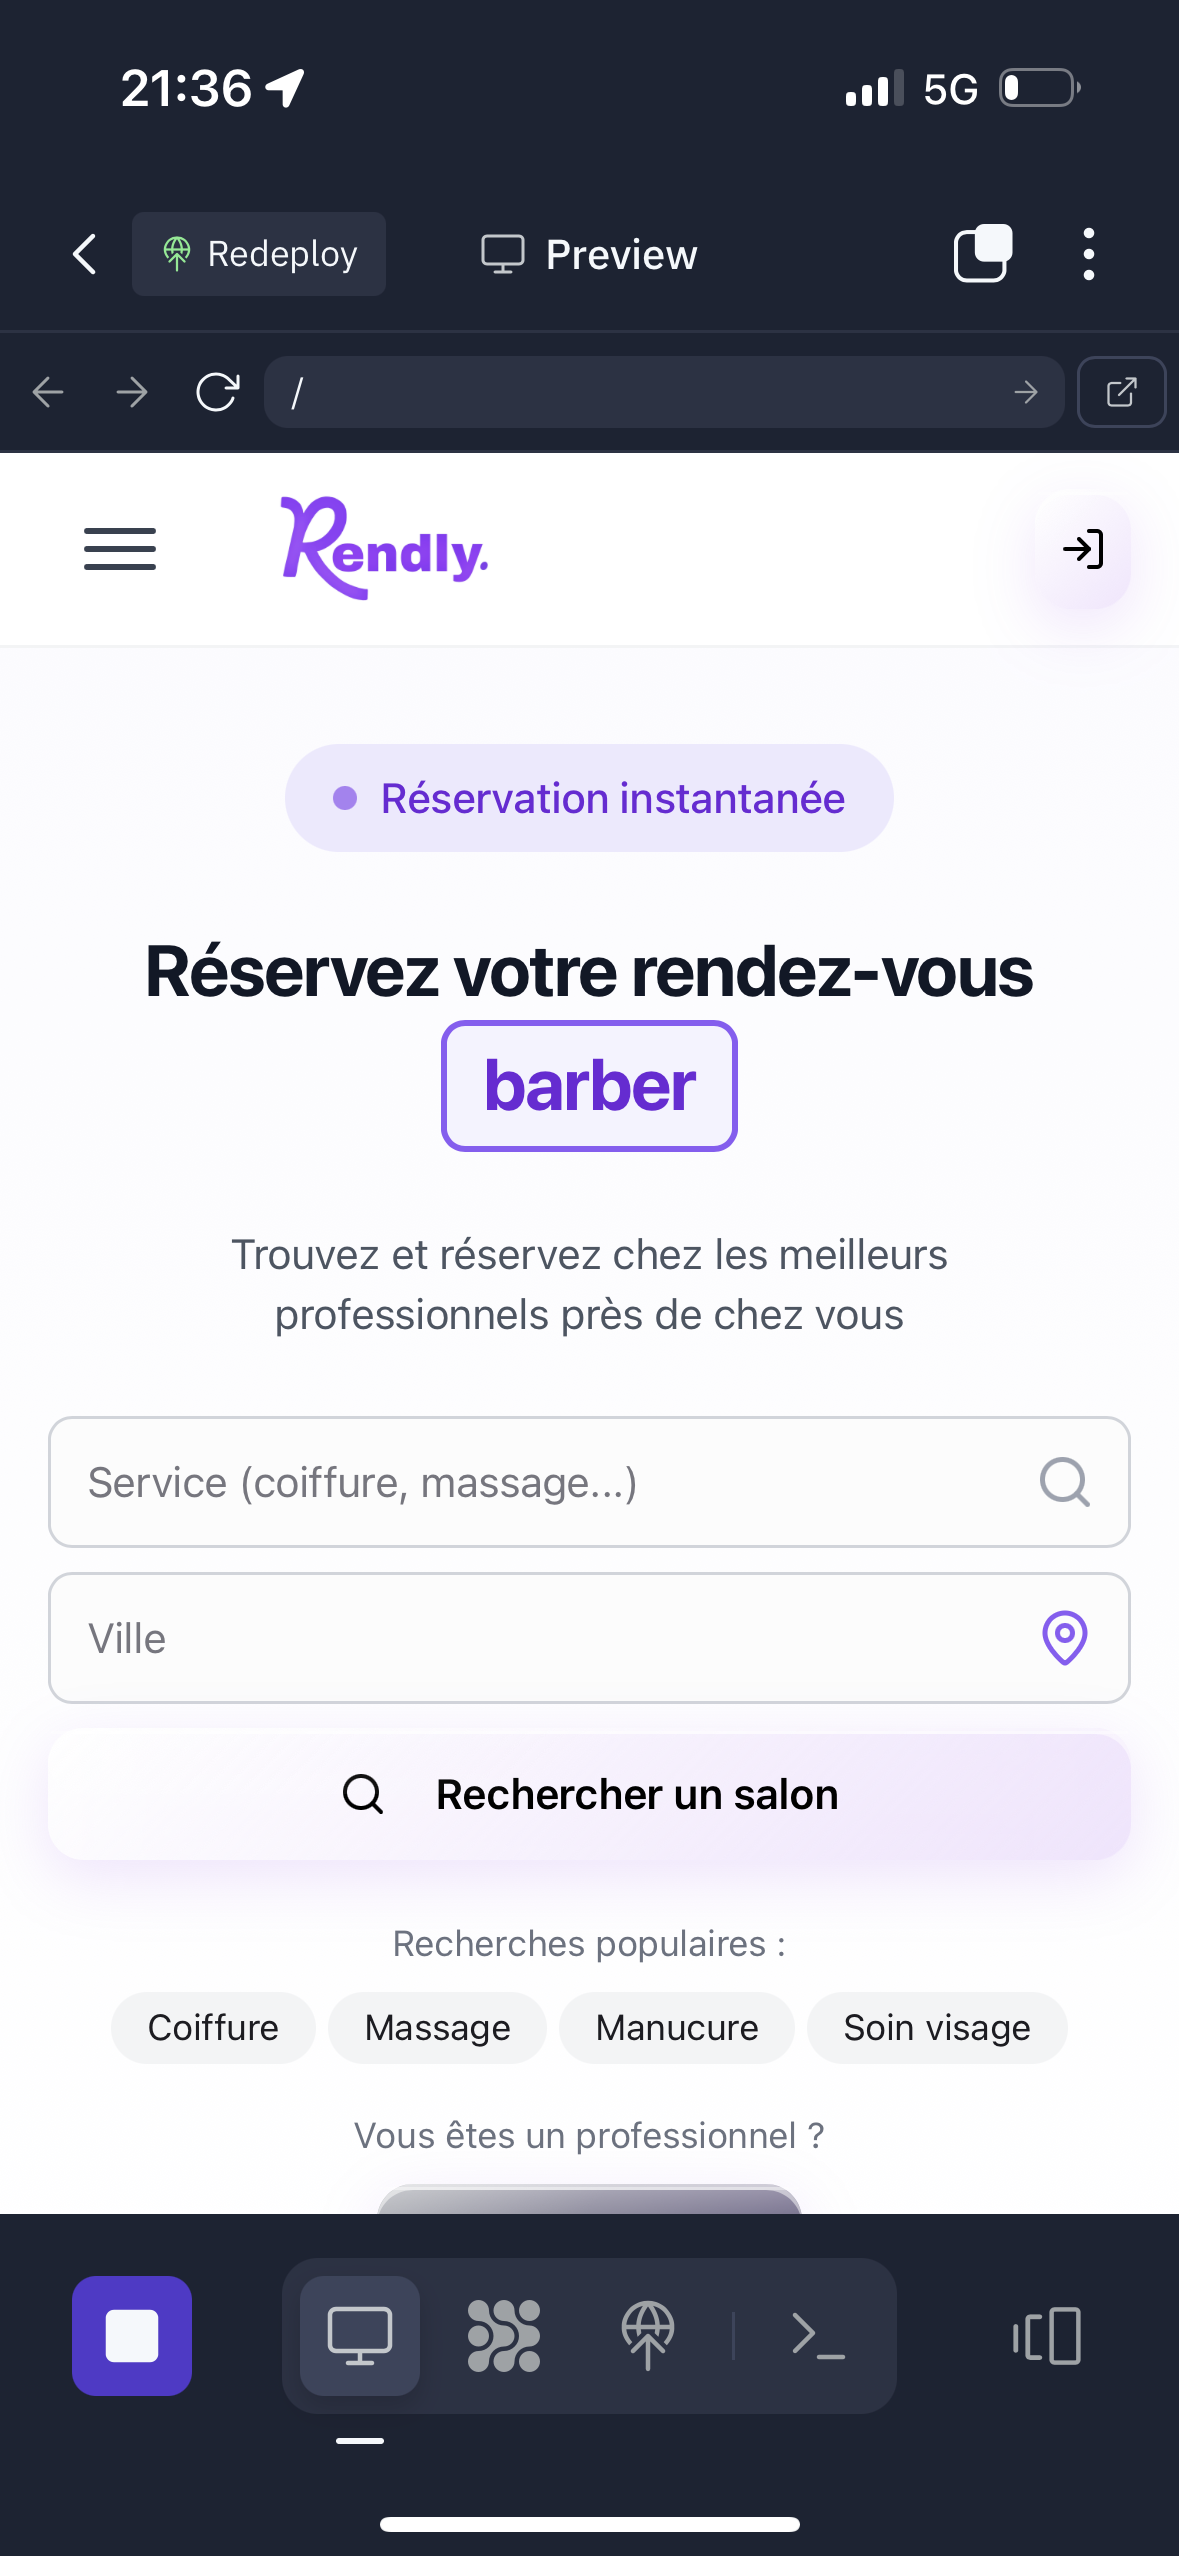 21:36
5G
Redeploy
Preview
/
Rendly.
Réservation instantanée
Réservez votre rendez-vous
barber
Trouvez et réservez chez les meilleurs
professionnels près de chez vous
Service (coiffure, massage...)
Ville
Rechercher un salon
Recherches populaires :
Coiffure Massage Manucure Soin visage
Vous êtes un professionnel ?